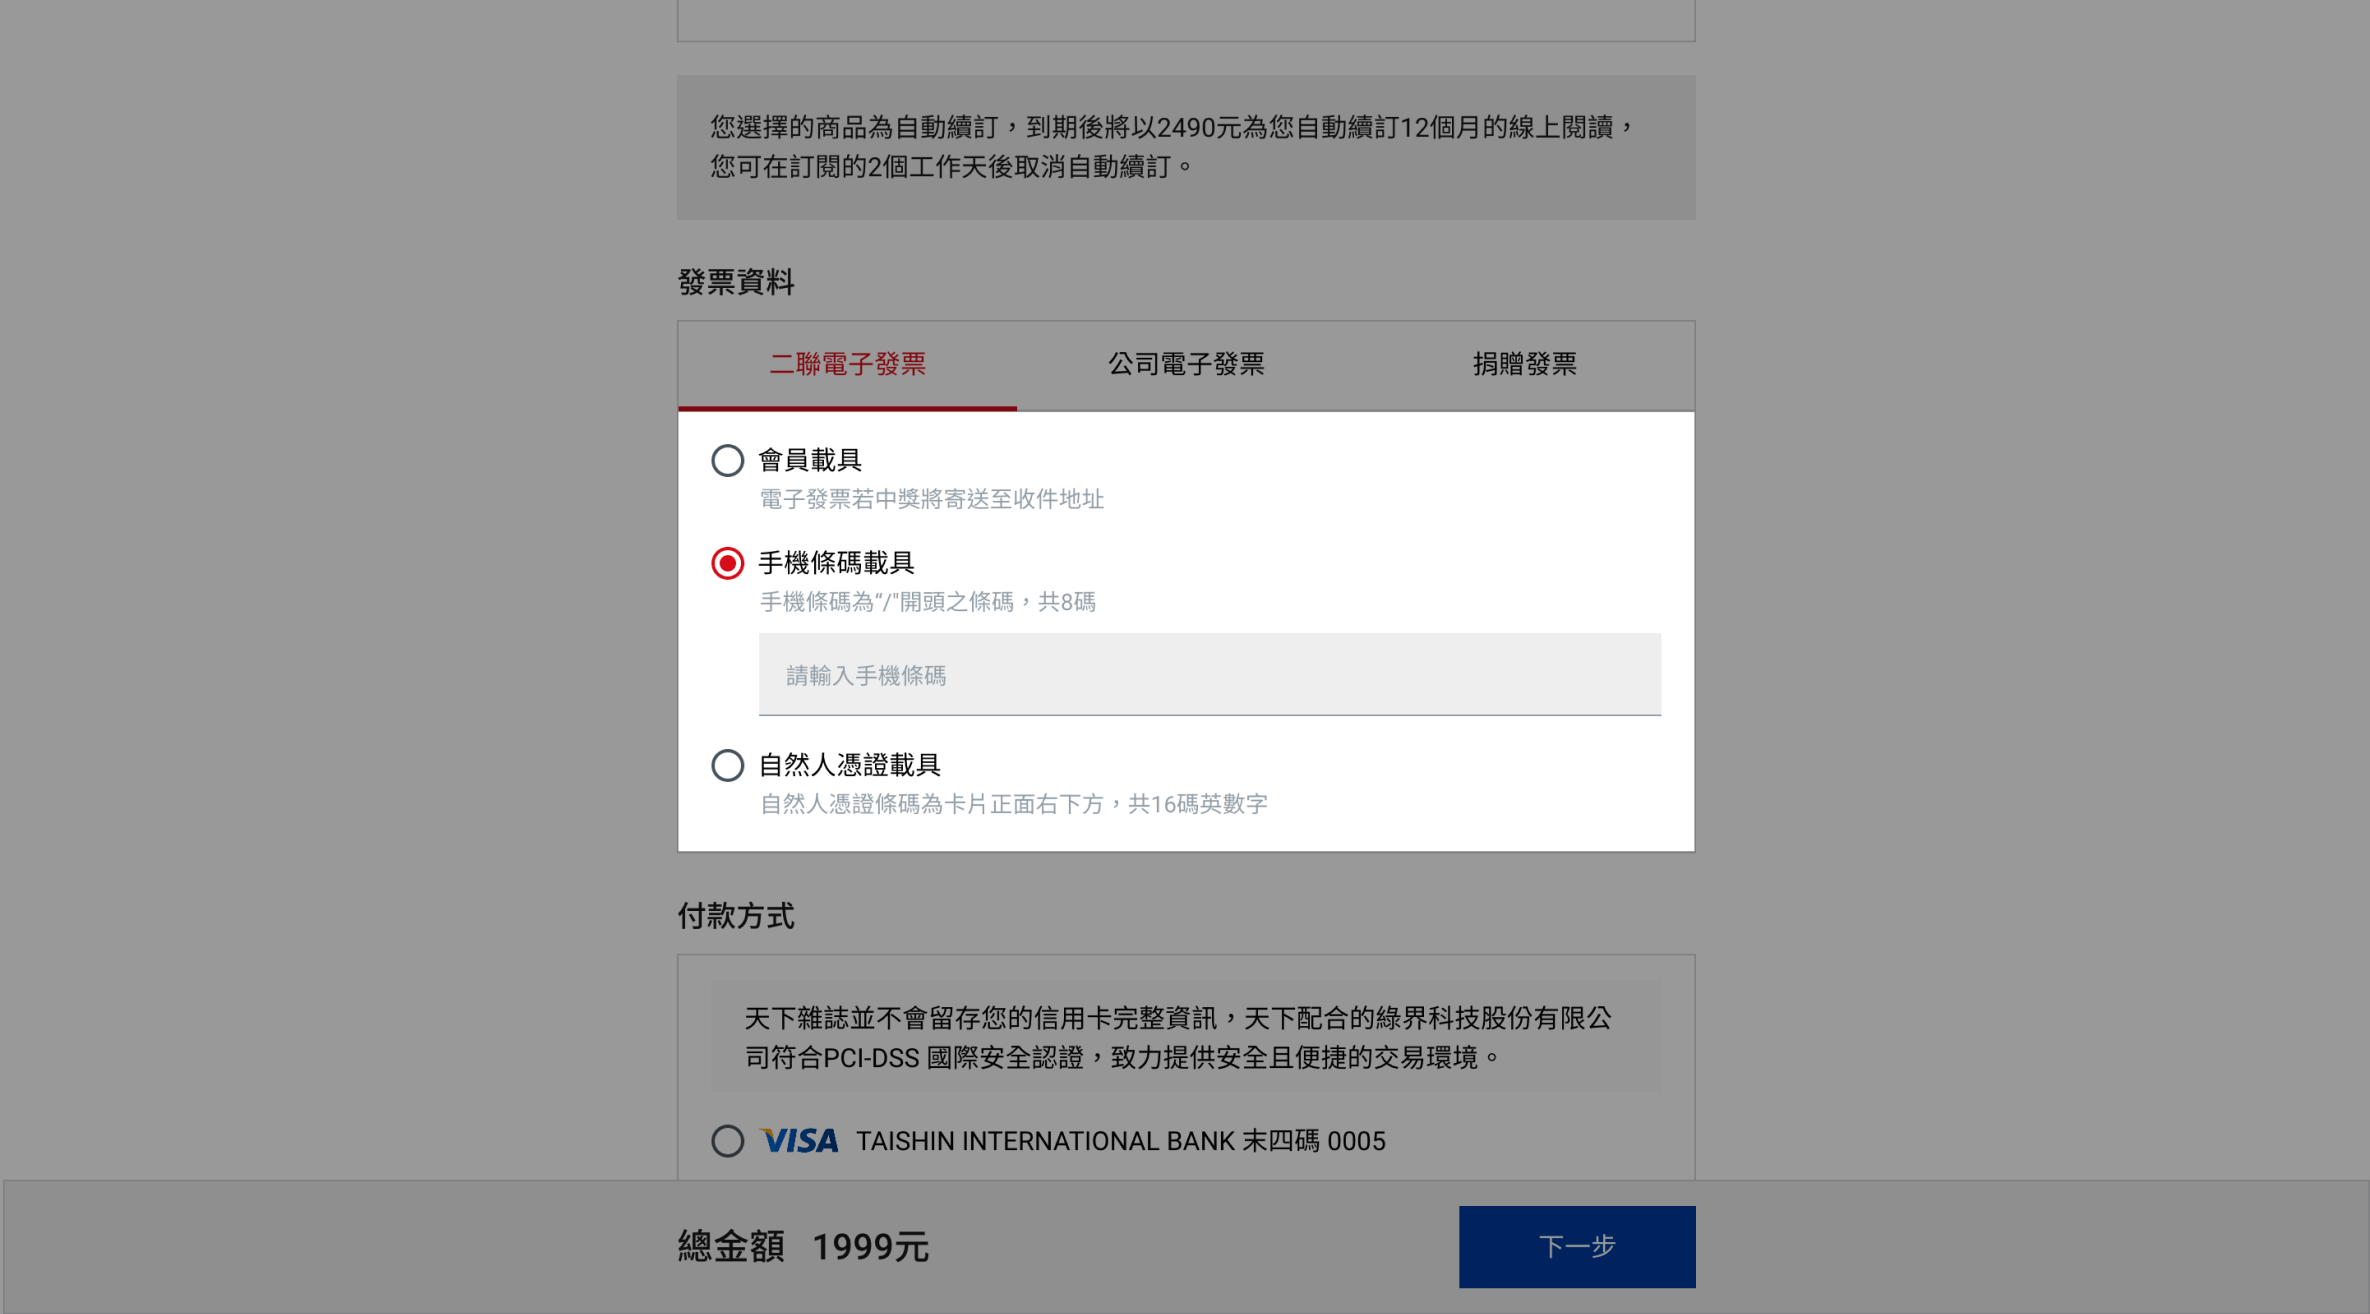 您選擇的商品為自動續訂，到期後將以2490元為您自動續訂12個月的線上閱讀，
您可在訂閱的2個工作天後取消自動續訂。
發票資料
二聯電子發票
公司電子發票
捐贈發票
會員載具
電子發票若中獎將寄送至收件地址
手機條碼載具
手機條碼為“/"開頭之條碼，共8碼
請輸入手機條碼
自然人憑證載具
自然人憑證條碼為卡片正面右下方，共16碼英數字
付款方式
天下雜誌並不會留存您的信用卡完整資訊，天下配合的綠界科技股份有限公
司符合PCI-DSS 國際安全認證，致力提供安全且便捷的交易環境。
VISA TAISHIN INTERNATIONAL BANK 末四碼 0005
總金額 1999元
下一步